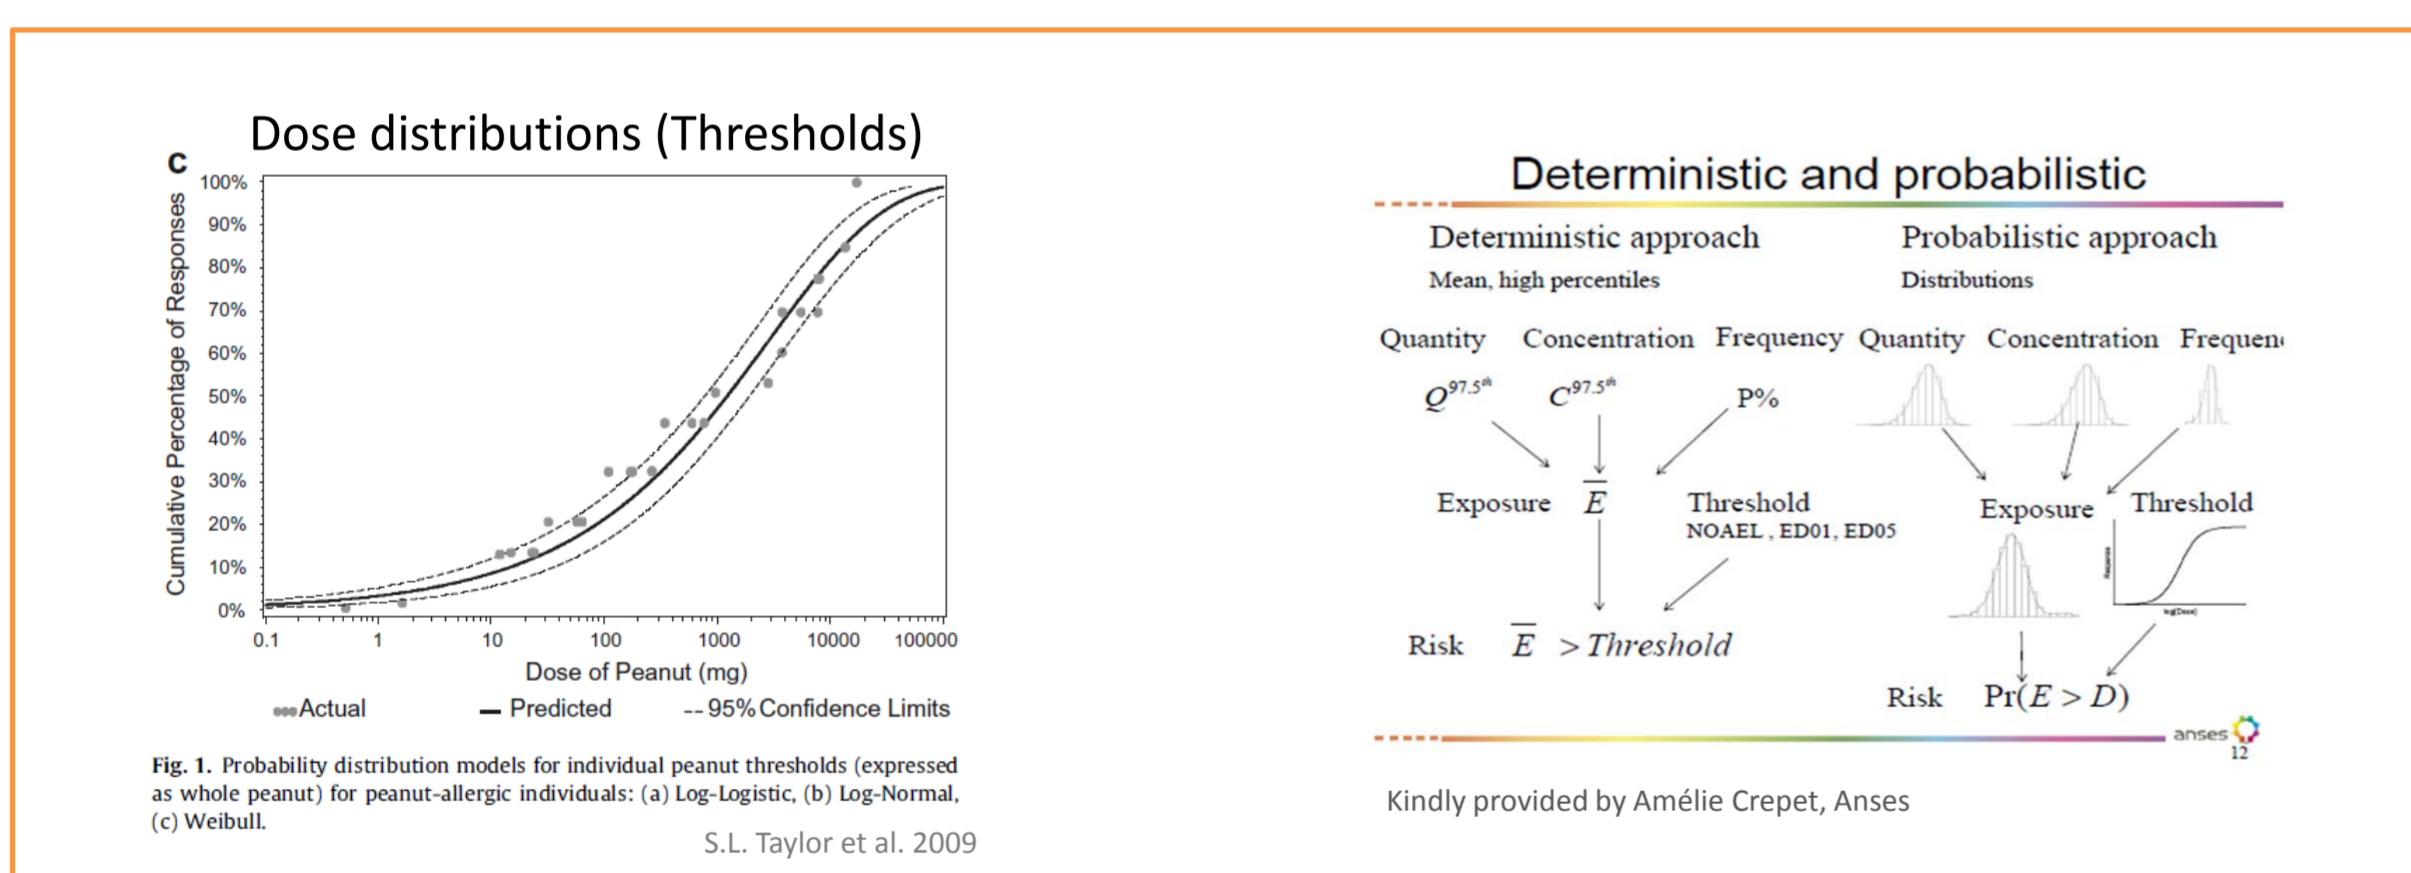 Dose distributions (Thresholds)
C
Cumulative Percentage of Responses
100%
90%
80%
70%
60%
50%
40%
30%
20%
10%
0%
0.1 1 10 100 1000 10000 100000
Dose of Peanut (mg)
Actual Predicted 95% Confidence Limits
Fig. 1. Probability distribution models for individual peanut thresholds (expressed
as whole peanut) for peanut-allergic individuals: (a) Log-Logistic, (b) Log-Normal,
(c) Weibull.
S.L. Taylor et al. 2009
Deterministic and probabilistic
Deterministic approach
Mean, high percentiles
Quantity Concentration Frequency
Q^97.5th C^97.5th P%
Exposure E̅
Threshold
NOAEL , ED01, ED05
Risk E̅ > Threshold
Probabilistic approach
Distributions
Quantity Concentration Frequen
Exposure
Threshold
Response
log(Dose)
Risk Pr(E > D)
anses
12
Kindly provided by Amélie Crepet, Anses